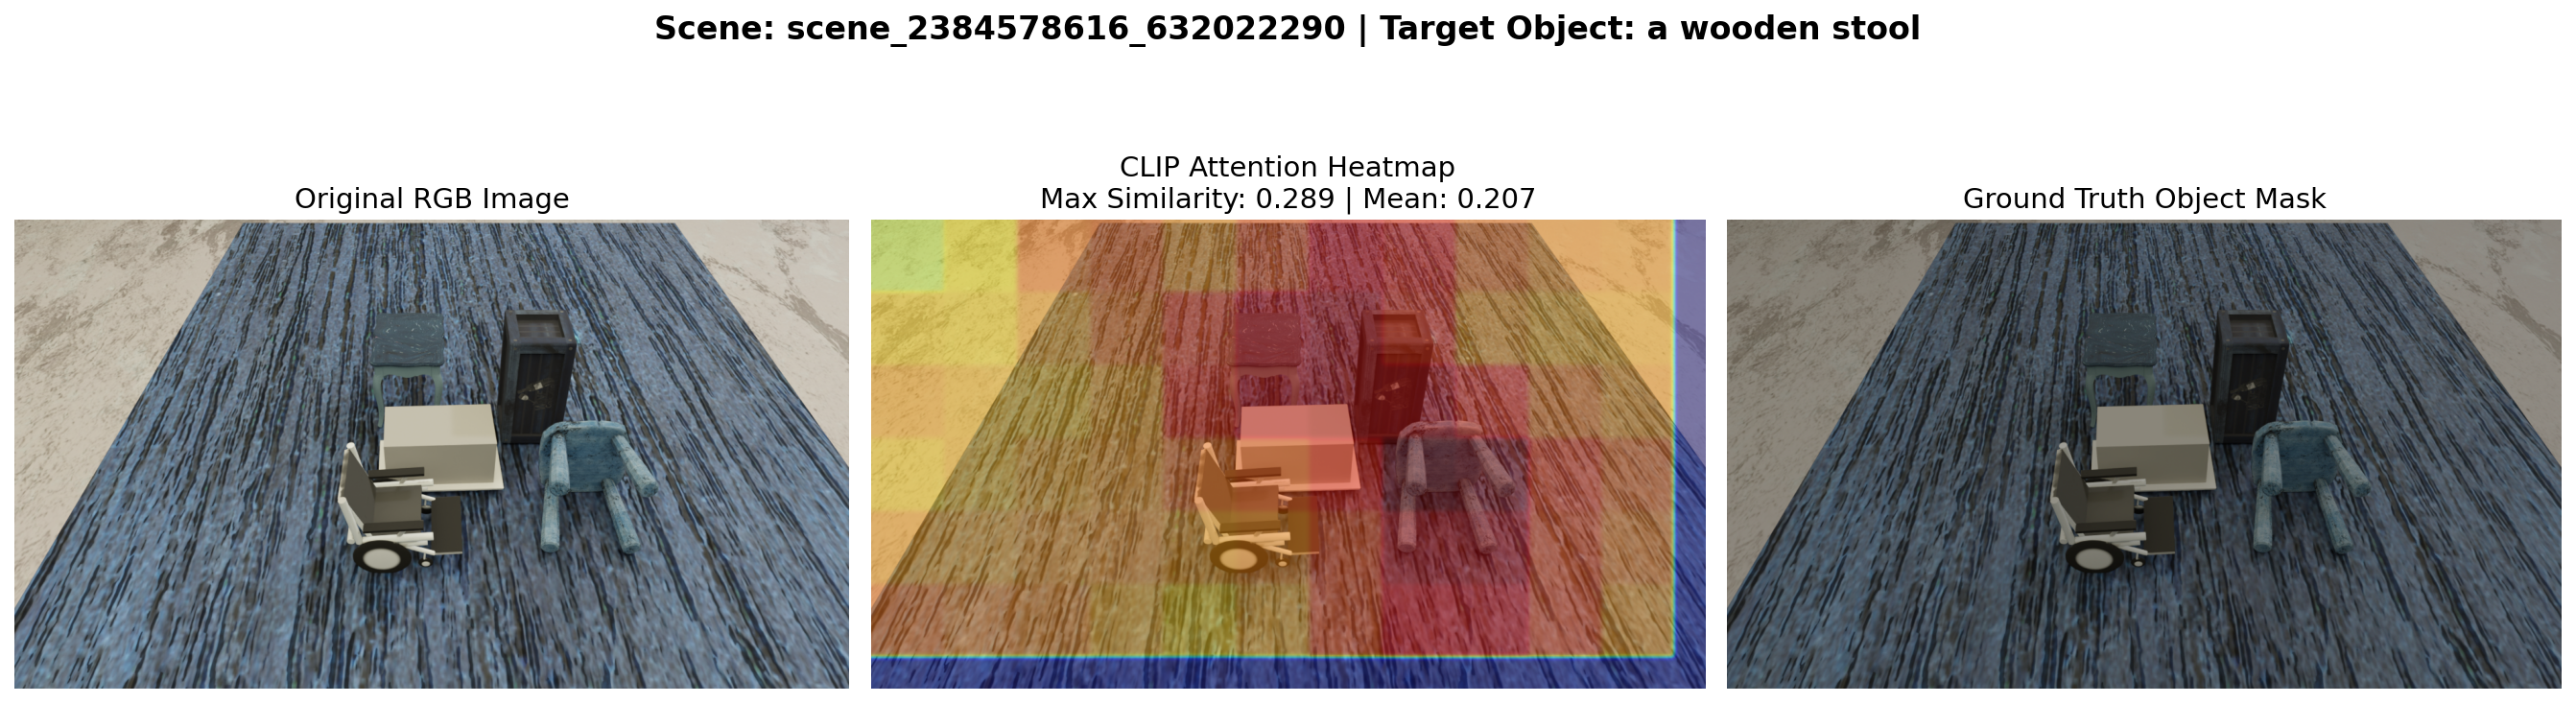 Scene: scene_2384578616_632022290 | Target Object: a wooden stool
Original RGB Image
CLIP Attention Heatmap
Max Similarity: 0.289 | Mean: 0.207
Ground Truth Object Mask